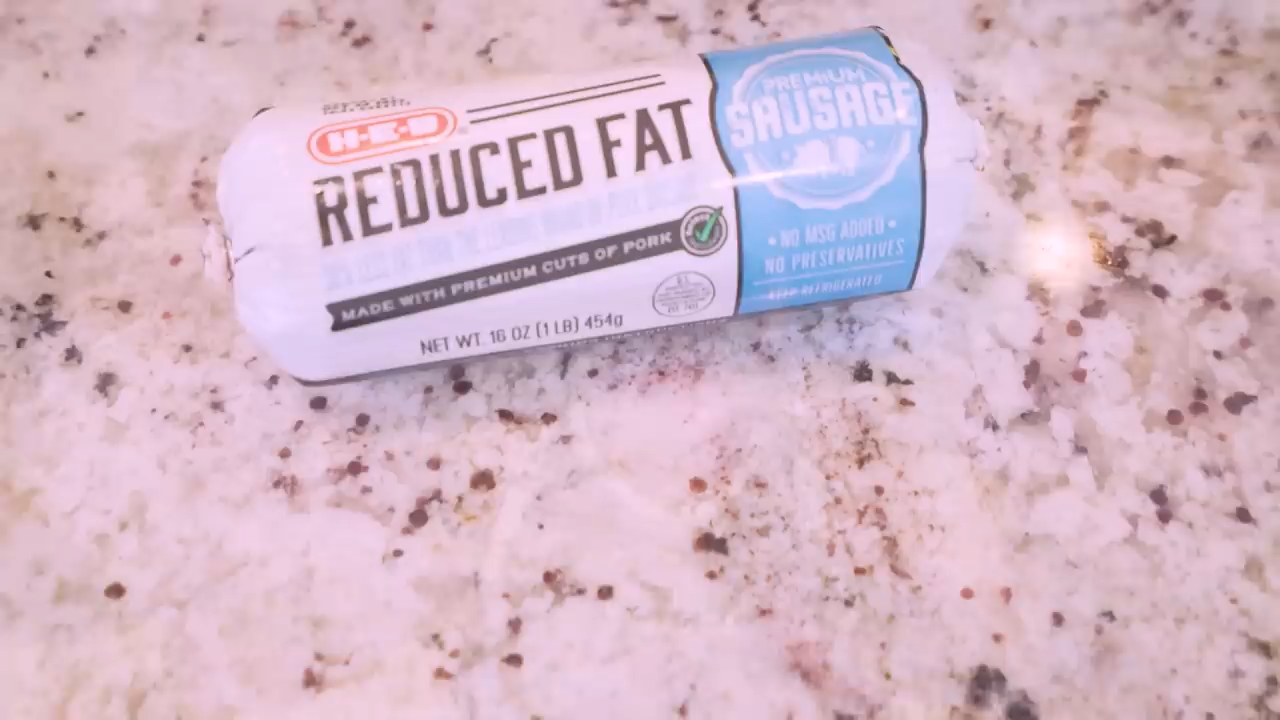 H-E-B
REDUCED FAT
MADE WITH PREMIUM CUTS OF PORK
NET WT. 16 OZ (1 LB) 454g
PREMIUM
SAUSAGE
• NO MSG ADDED •
NO PRESERVATIVES
KEEP REFRIGERATED